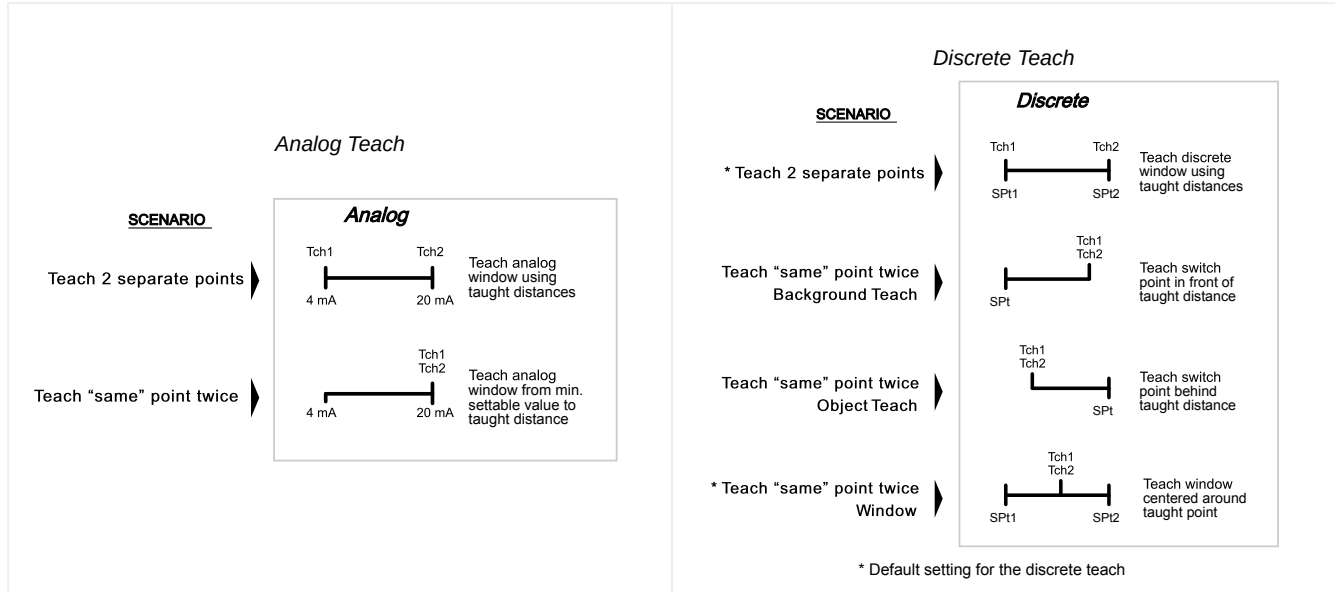 Analog Teach
SCENARIO
Analog
Teach 2 separate points
Tch1
Tch2
4 mA
20 mA
Teach analog
window using
taught distances
Teach “same” point twice
Tch1
Tch2
4 mA
20 mA
Teach analog
window from min.
settable value to
taught distance
Discrete Teach
SCENARIO
Discrete
* Teach 2 separate points
Tch1
Tch2
SPt1
SPt2
Teach discrete
window using
taught distances
Teach “same” point twice
Background Teach
Tch1
Tch2
SPt
Teach switch
point in front of
taught distance
Teach “same” point twice
Object Teach
Tch1
Tch2
SPt
Teach switch
point behind
taught distance
* Teach “same” point twice
Window
Tch1
Tch2
SPt1
SPt2
Teach window
centered around
taught point
* Default setting for the discrete teach